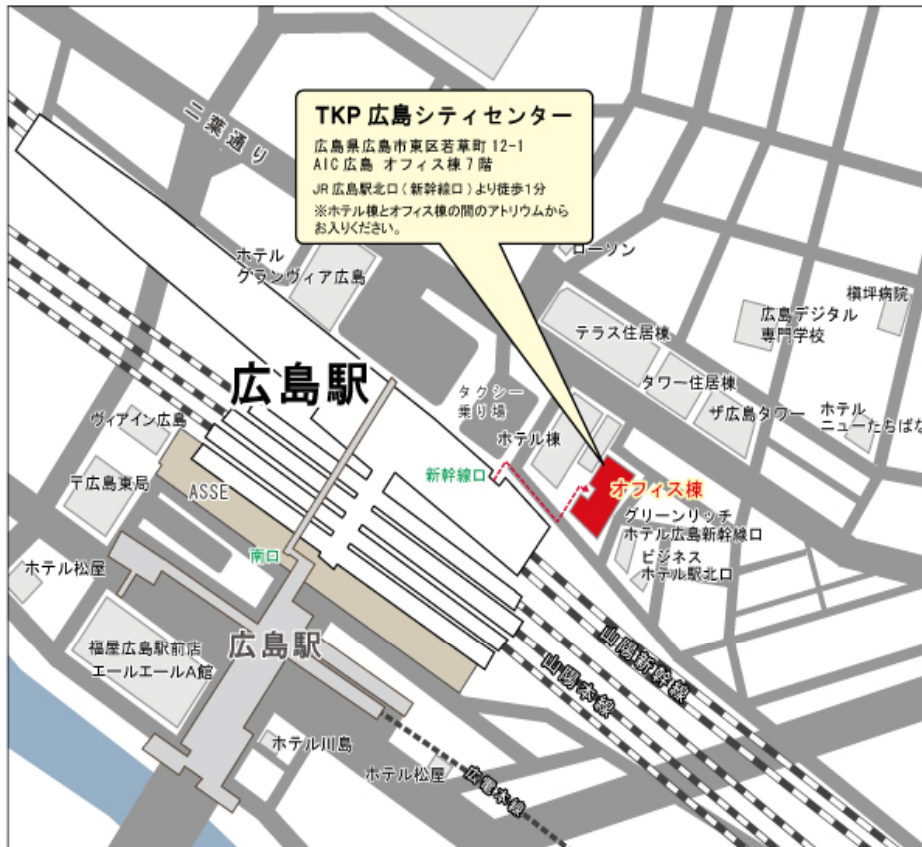 二葉通り
TKP 広島シティセンター
広島県広島市東区若草町 12-1
AIC 広島 オフィス棟 7 階
JR 広島駅北口(新幹線口)より徒歩1分
※ホテル棟とオフィス棟の間のアトリウムから
お入りください。
ローソン
ホテル
グランヴィア広島
槇坪病院
広島デジタル
専門学校
テラス住居棟
タワー住居棟
ザ広島タワー
ホテル
ニューたちばな
広島駅
タクシー
乗り場
ホテル棟
ヴィアイン広島
新幹線口
オフィス棟
〒広島東局
ASSE
グリーンリッチ
ホテル広島新幹線口
ビジネス
ホテル駅北口
南口
ホテル松屋
広島駅
福屋広島駅前店
エールエールA館
山陽新幹線
山陽本線
ホテル川島
ホテル松屋
広電本線